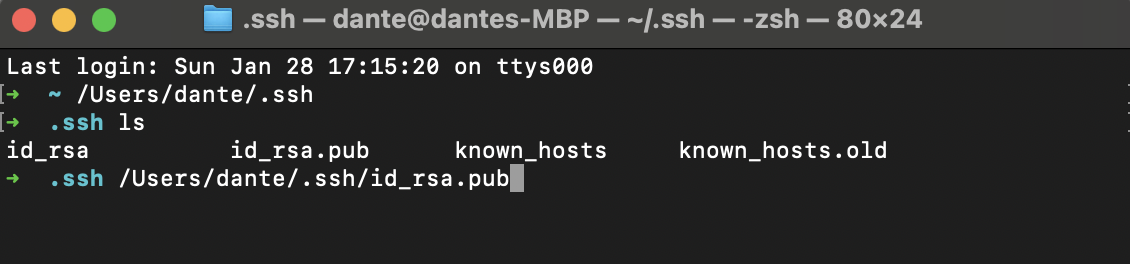 .ssh — dante@dantes-MBP — ~/.ssh — -zsh — 80×24
Last login: Sun Jan 28 17:15:20 on ttys000
➜  ~ /Users/dante/.ssh
➜  .ssh ls
id_rsa          id_rsa.pub      known_hosts     known_hosts.old
➜  .ssh /Users/dante/.ssh/id_rsa.pub